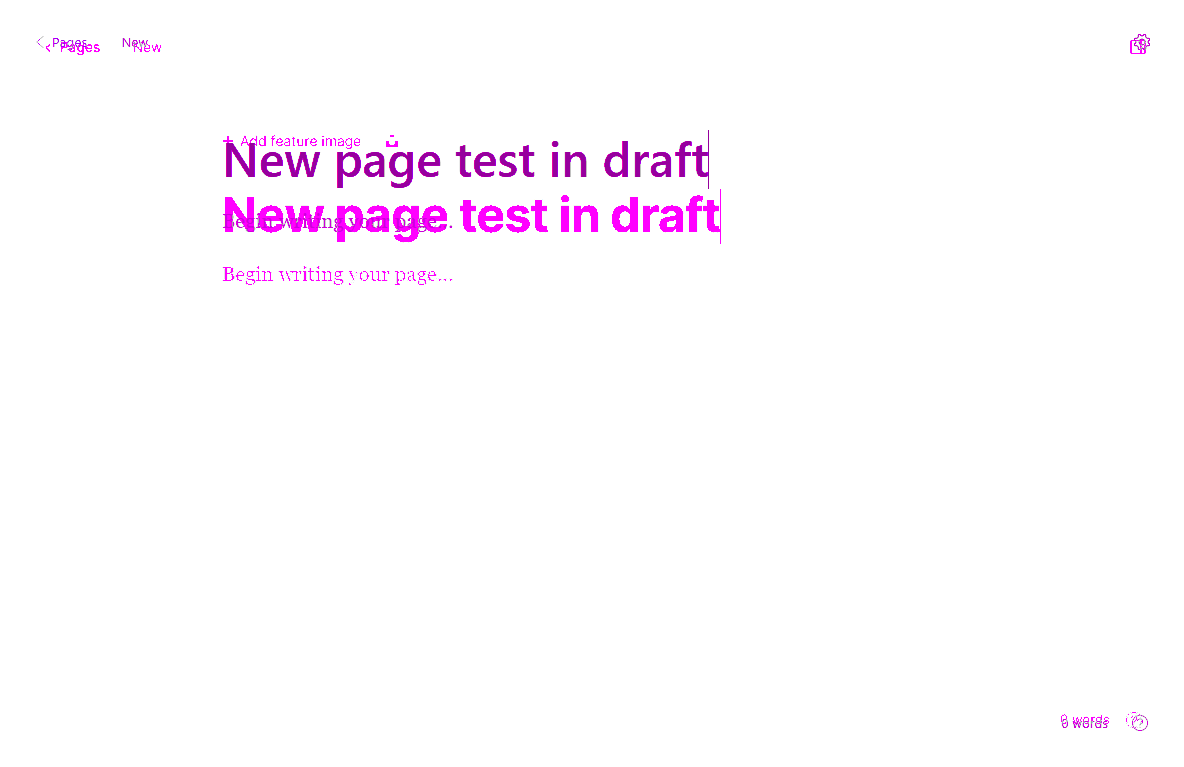 Pages New
Pages New
+ Add feature image
New page test in draft
New page test in draft
Begin writing your page...
Begin writing your page...
0 words
0 words